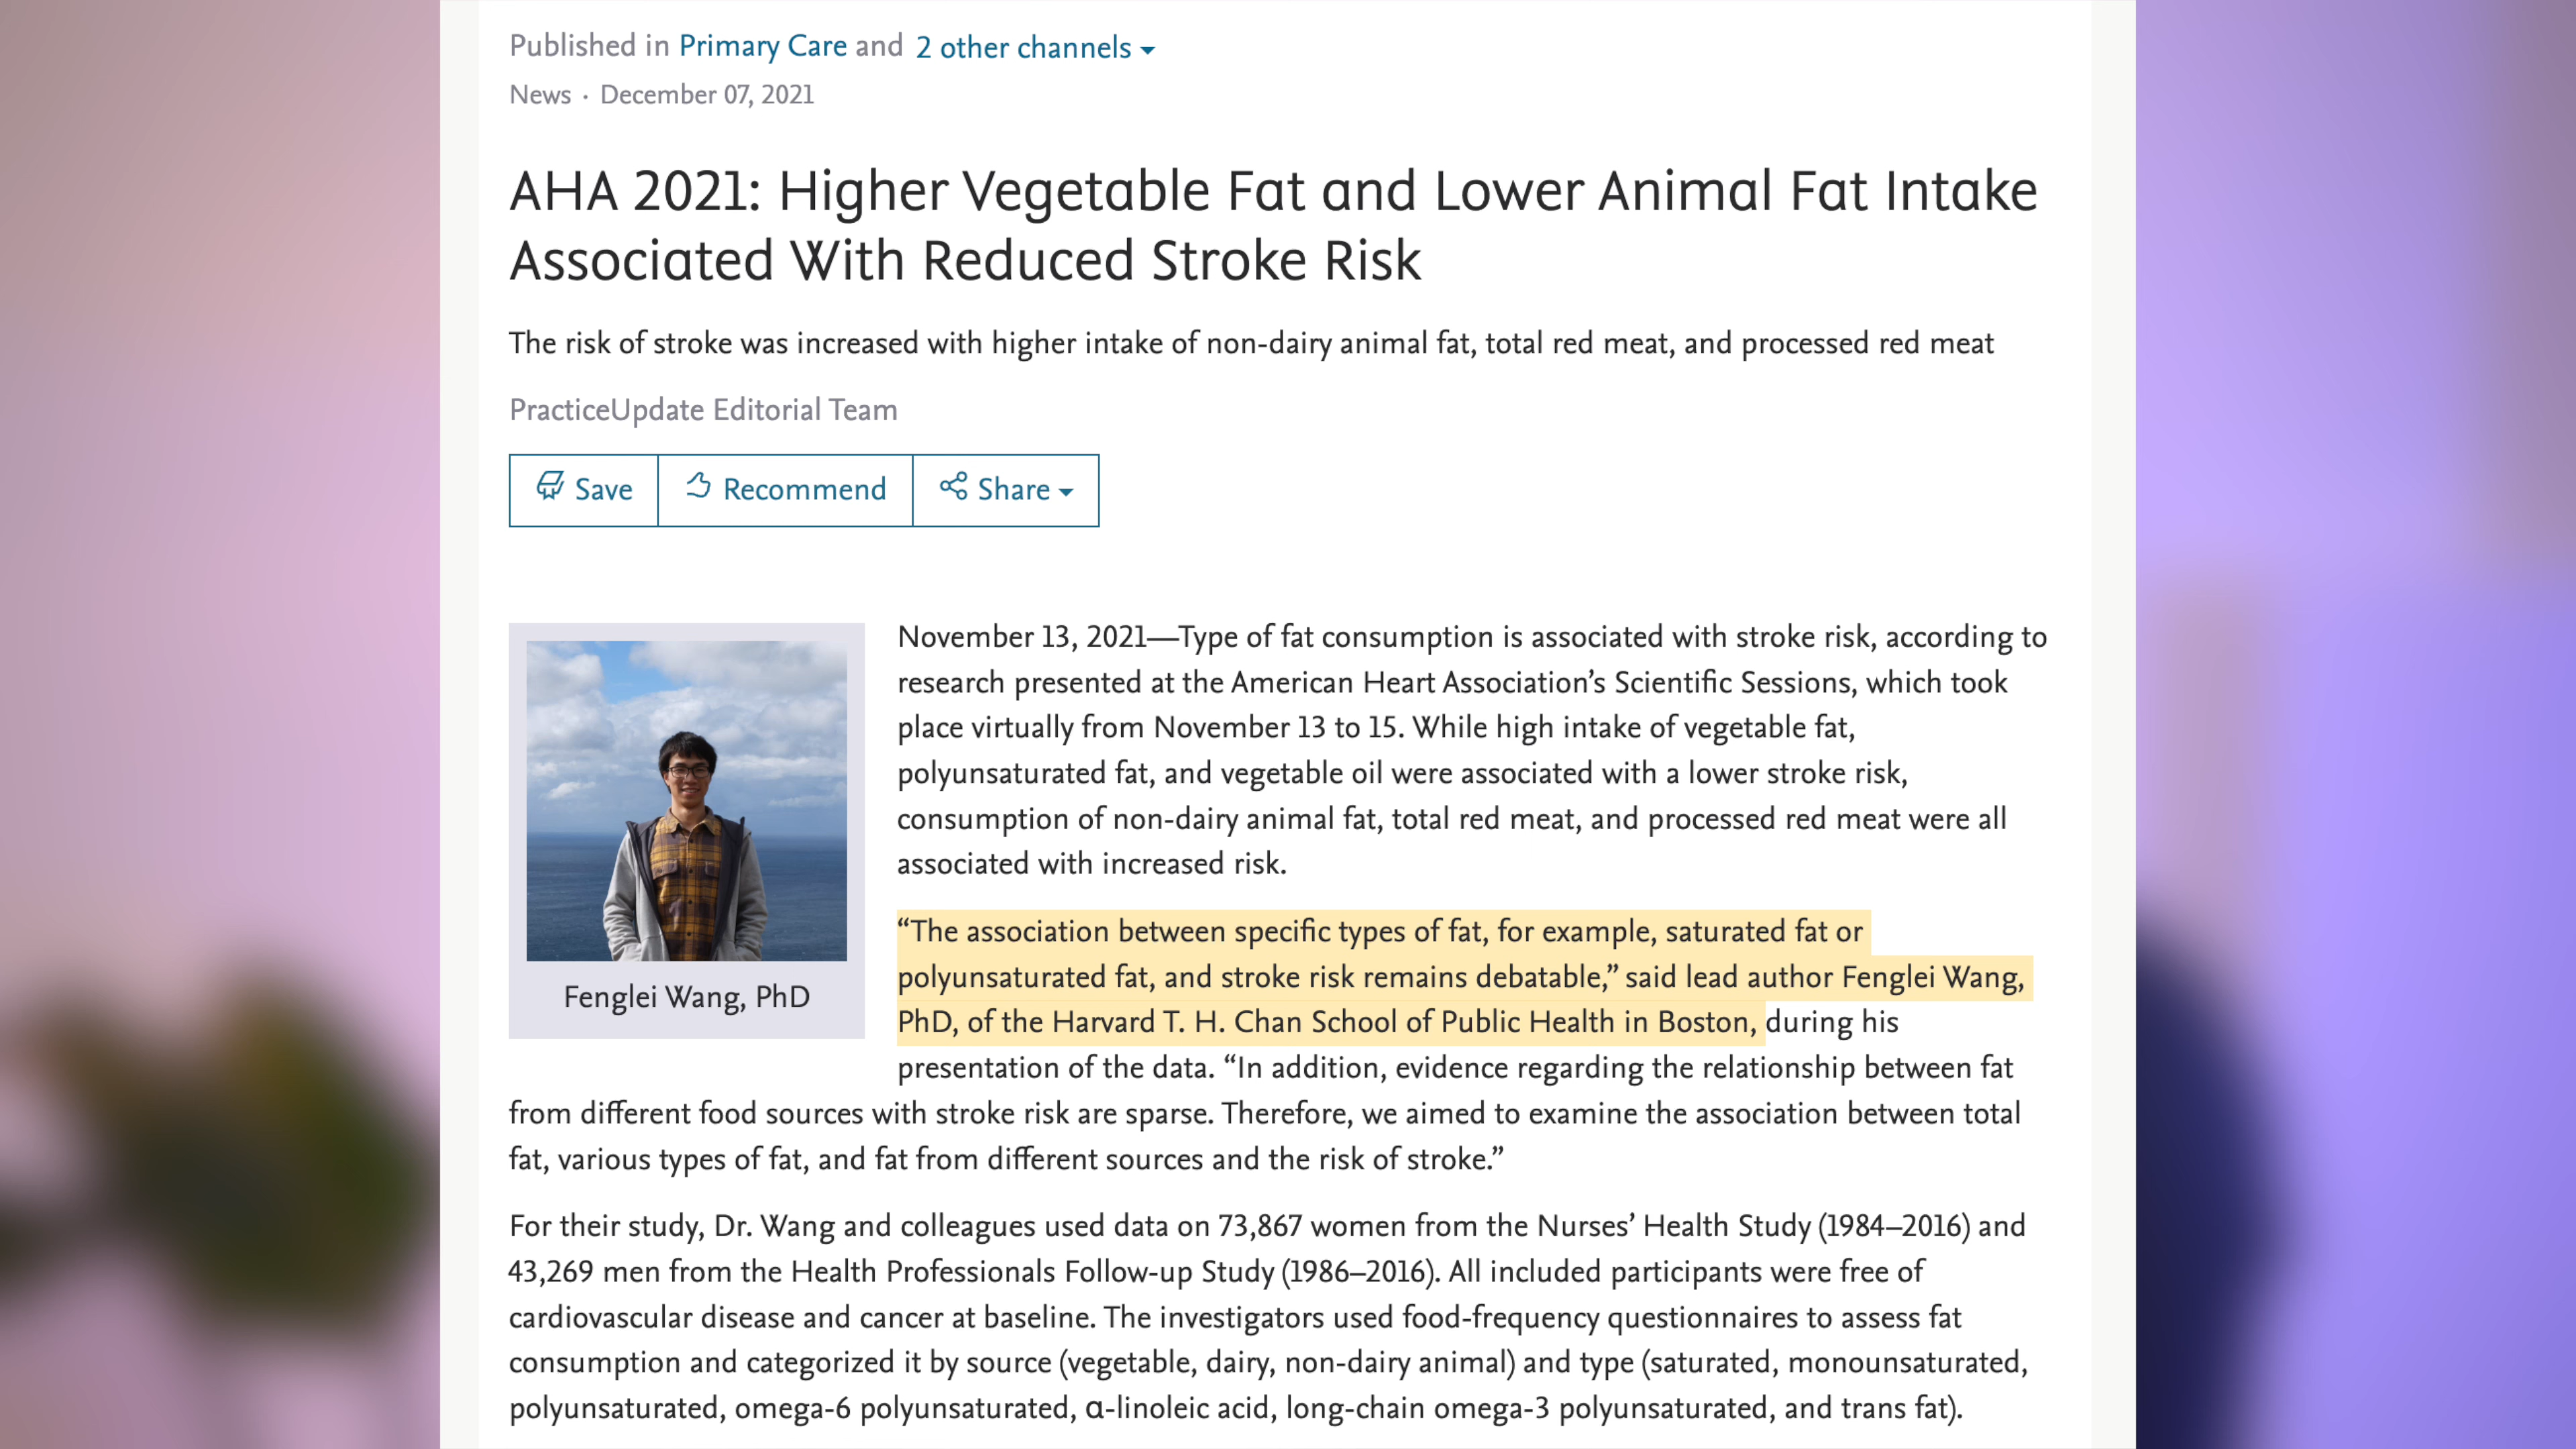 Published in Primary Care and 2 other channels
News · December 07, 2021
AHA 2021: Higher Vegetable Fat and Lower Animal Fat Intake
Associated With Reduced Stroke Risk
The risk of stroke was increased with higher intake of non-dairy animal fat, total red meat, and processed red meat
PracticeUpdate Editorial Team
Save Recommend Share
November 13, 2021—Type of fat consumption is associated with stroke risk, according to
research presented at the American Heart Association’s Scientific Sessions, which took
place virtually from November 13 to 15. While high intake of vegetable fat,
polyunsaturated fat, and vegetable oil were associated with a lower stroke risk,
consumption of non-dairy animal fat, total red meat, and processed red meat were all
associated with increased risk.
Fenglei Wang, PhD
“The association between specific types of fat, for example, saturated fat or
polyunsaturated fat, and stroke risk remains debatable,” said lead author Fenglei Wang,
PhD, of the Harvard T. H. Chan School of Public Health in Boston, during his
presentation of the data. “In addition, evidence regarding the relationship between fat
from different food sources with stroke risk are sparse. Therefore, we aimed to examine the association between total
fat, various types of fat, and fat from different sources and the risk of stroke.”
For their study, Dr. Wang and colleagues used data on 73,867 women from the Nurses’ Health Study (1984–2016) and
43,269 men from the Health Professionals Follow-up Study (1986–2016). All included participants were free of
cardiovascular disease and cancer at baseline. The investigators used food-frequency questionnaires to assess fat
consumption and categorized it by source (vegetable, dairy, non-dairy animal) and type (saturated, monounsaturated,
polyunsaturated, omega-6 polyunsaturated, α-linoleic acid, long-chain omega-3 polyunsaturated, and trans fat).